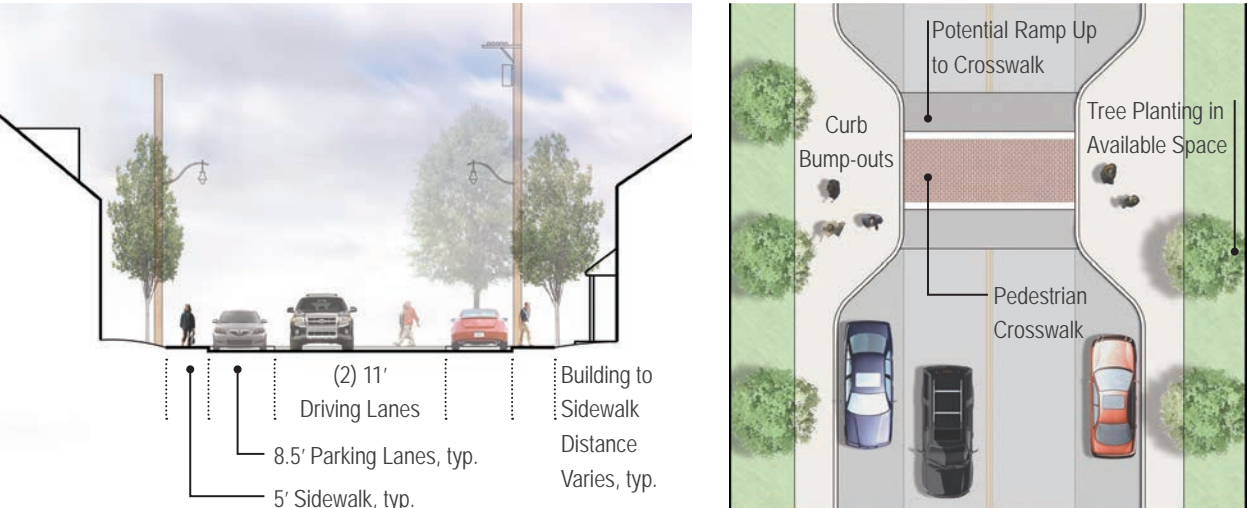 (2) 11'
Driving Lanes
8.5' Parking Lanes, typ.
5' Sidewalk, typ.
Building to
Sidewalk
Distance
Varies, typ.
Potential Ramp Up
to Crosswalk
Curb
Bump-outs
Tree Planting in
Available Space
Pedestrian
Crosswalk